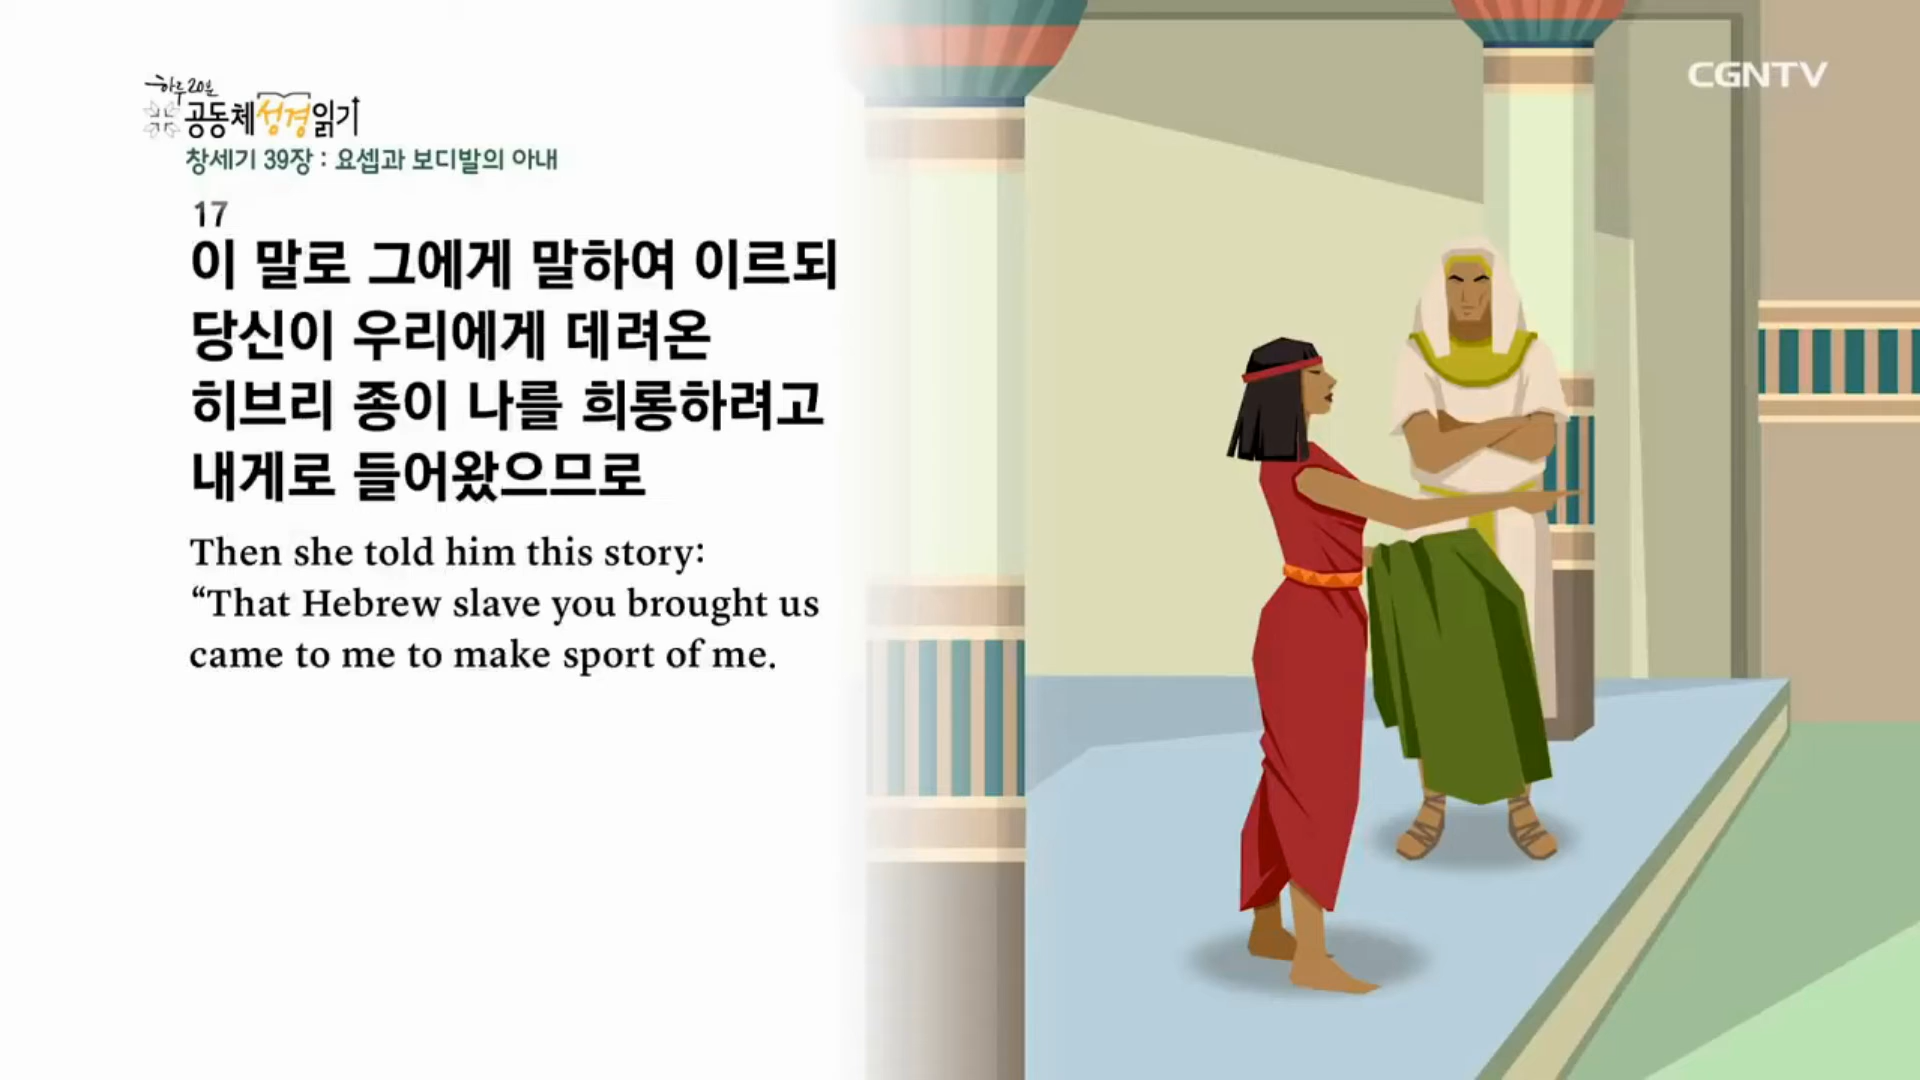 하루 20분
공동체성경읽기
CGNTV
창세기 39장 : 요셉과 보디발의 아내
17
이 말로 그에게 말하여 이르되
당신이 우리에게 데려온
히브리 종이 나를 희롱하려고
내게로 들어왔으므로
Then she told him this story:
“That Hebrew slave you brought us
came to me to make sport of me.